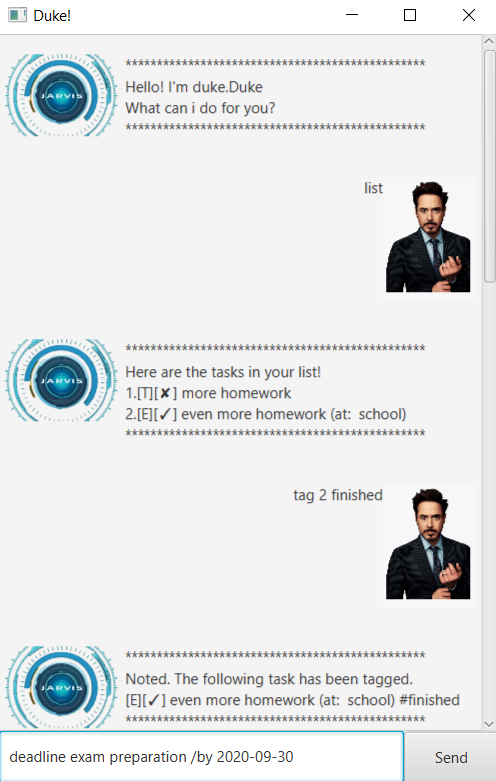 Duke!
JARVIS
************************************************
Hello! I'm duke.Duke
What can i do for you?
************************************************
list
JARVIS
************************************************
Here are the tasks in your list!
1.[T][✘] more homework
2.[E][✓] even more homework (at:  school)
************************************************
tag 2 finished
JARVIS
************************************************
Noted. The following task has been tagged.
[E][✓] even more homework (at:  school) #finished
************************************************
deadline exam preparation /by 2020-09-30
Send